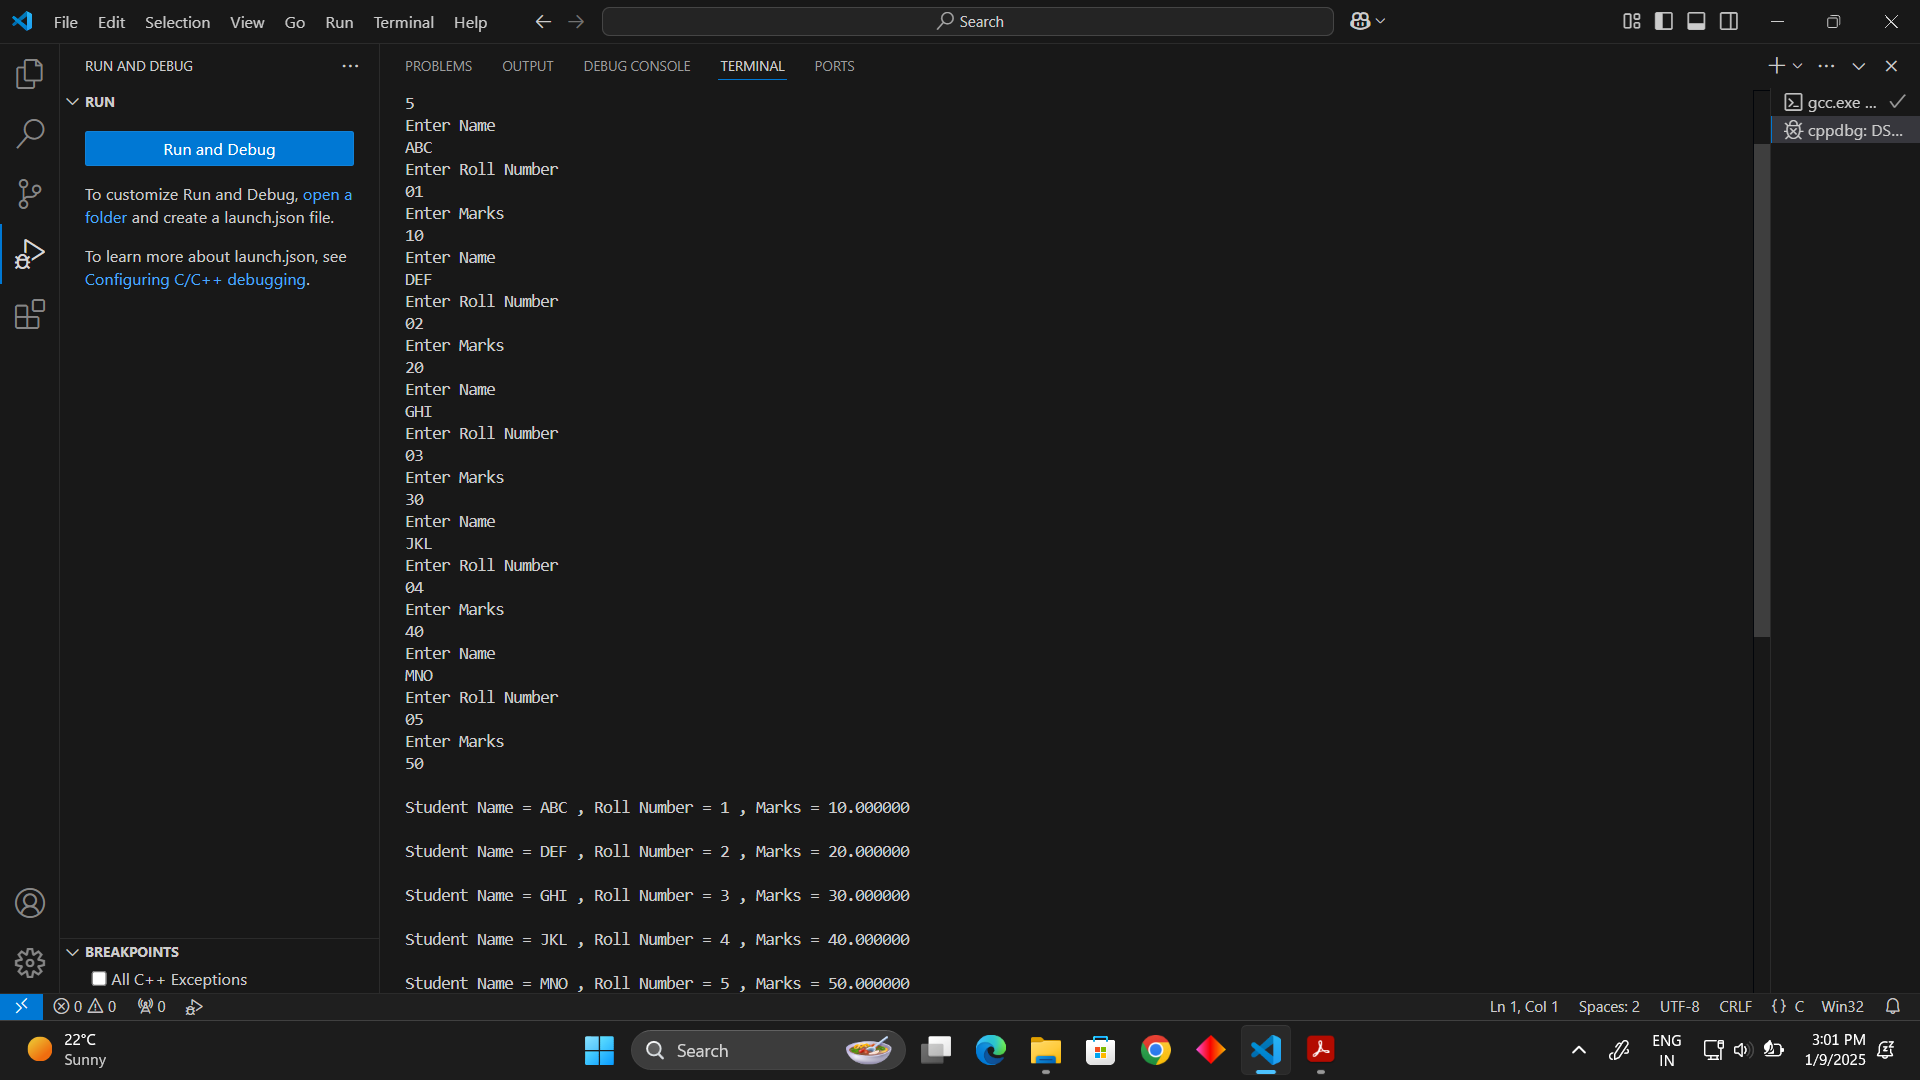 File Edit Selection View Go Run Terminal Help
Search
RUN AND DEBUG
RUN
Run and Debug
To customize Run and Debug, open a
folder and create a launch.json file.
To learn more about launch.json, see
Configuring C/C++ debugging.
BREAKPOINTS
All C++ Exceptions
PROBLEMS OUTPUT DEBUG CONSOLE TERMINAL PORTS
5
Enter Name
ABC
Enter Roll Number
01
Enter Marks
10
Enter Name
DEF
Enter Roll Number
02
Enter Marks
20
Enter Name
GHI
Enter Roll Number
03
Enter Marks
30
Enter Name
JKL
Enter Roll Number
04
Enter Marks
40
Enter Name
MNO
Enter Roll Number
05
Enter Marks
50
Student Name = ABC , Roll Number = 1 , Marks = 10.000000
Student Name = DEF , Roll Number = 2 , Marks = 20.000000
Student Name = GHI , Roll Number = 3 , Marks = 30.000000
Student Name = JKL , Roll Number = 4 , Marks = 40.000000
Student Name = MNO , Roll Number = 5 , Marks = 50.000000
gcc.exe ...
cppdbg: DS...
0 0 0 Ln 1, Col 1 Spaces: 2 UTF-8 CRLF {} C Win32
22°C
Sunny
Search
ENG
IN
3:01 PM
1/9/2025